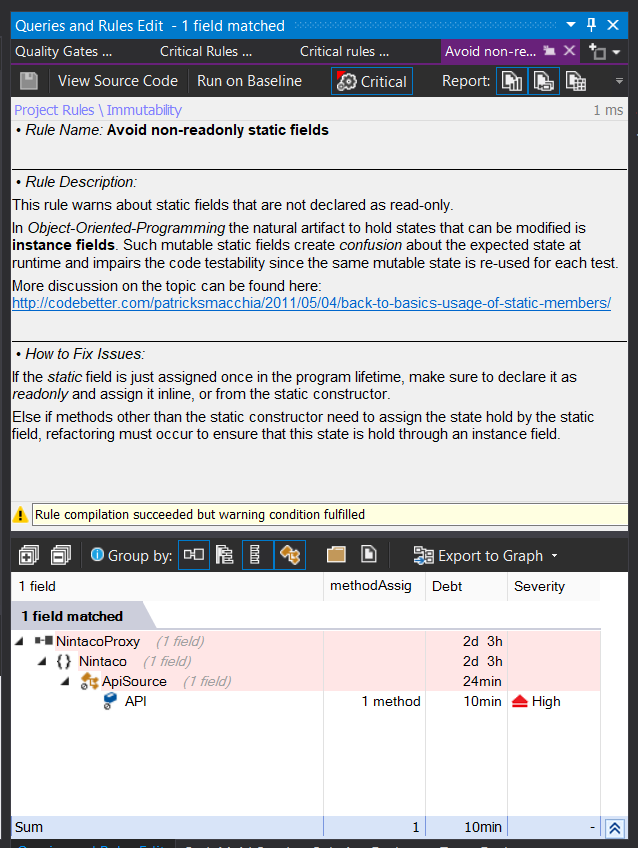 Queries and Rules Edit - 1 field matched
Quality Gates ... Critical Rules ... Critical rules ... Avoid non-re...
View Source Code Run on Baseline Critical Report:
Project Rules \ Immutability 1 ms
• Rule Name: Avoid non-readonly static fields
• Rule Description:
This rule warns about static fields that are not declared as read-only.
In Object-Oriented-Programming the natural artifact to hold states that can be modified is
instance fields. Such mutable static fields create confusion about the expected state at
runtime and impairs the code testability since the same mutable state is re-used for each test.
More discussion on the topic can be found here:
http://codebetter.com/patricksmacchia/2011/05/04/back-to-basics-usage-of-static-members/
• How to Fix Issues:
If the static field is just assigned once in the program lifetime, make sure to declare it as
readonly and assign it inline, or from the static constructor.
Else if methods other than the static constructor need to assign the state hold by the static
field, refactoring must occur to ensure that this state is hold through an instance field.
Rule compilation succeeded but warning condition fulfilled
Group by: Export to Graph
1 field methodAssig Debt Severity
1 field matched
NintacoProxy (1 field) 2d 3h
Nintaco (1 field) 2d 3h
ApiSource (1 field) 24min
API 1 method 10min High
Sum 1 10min -